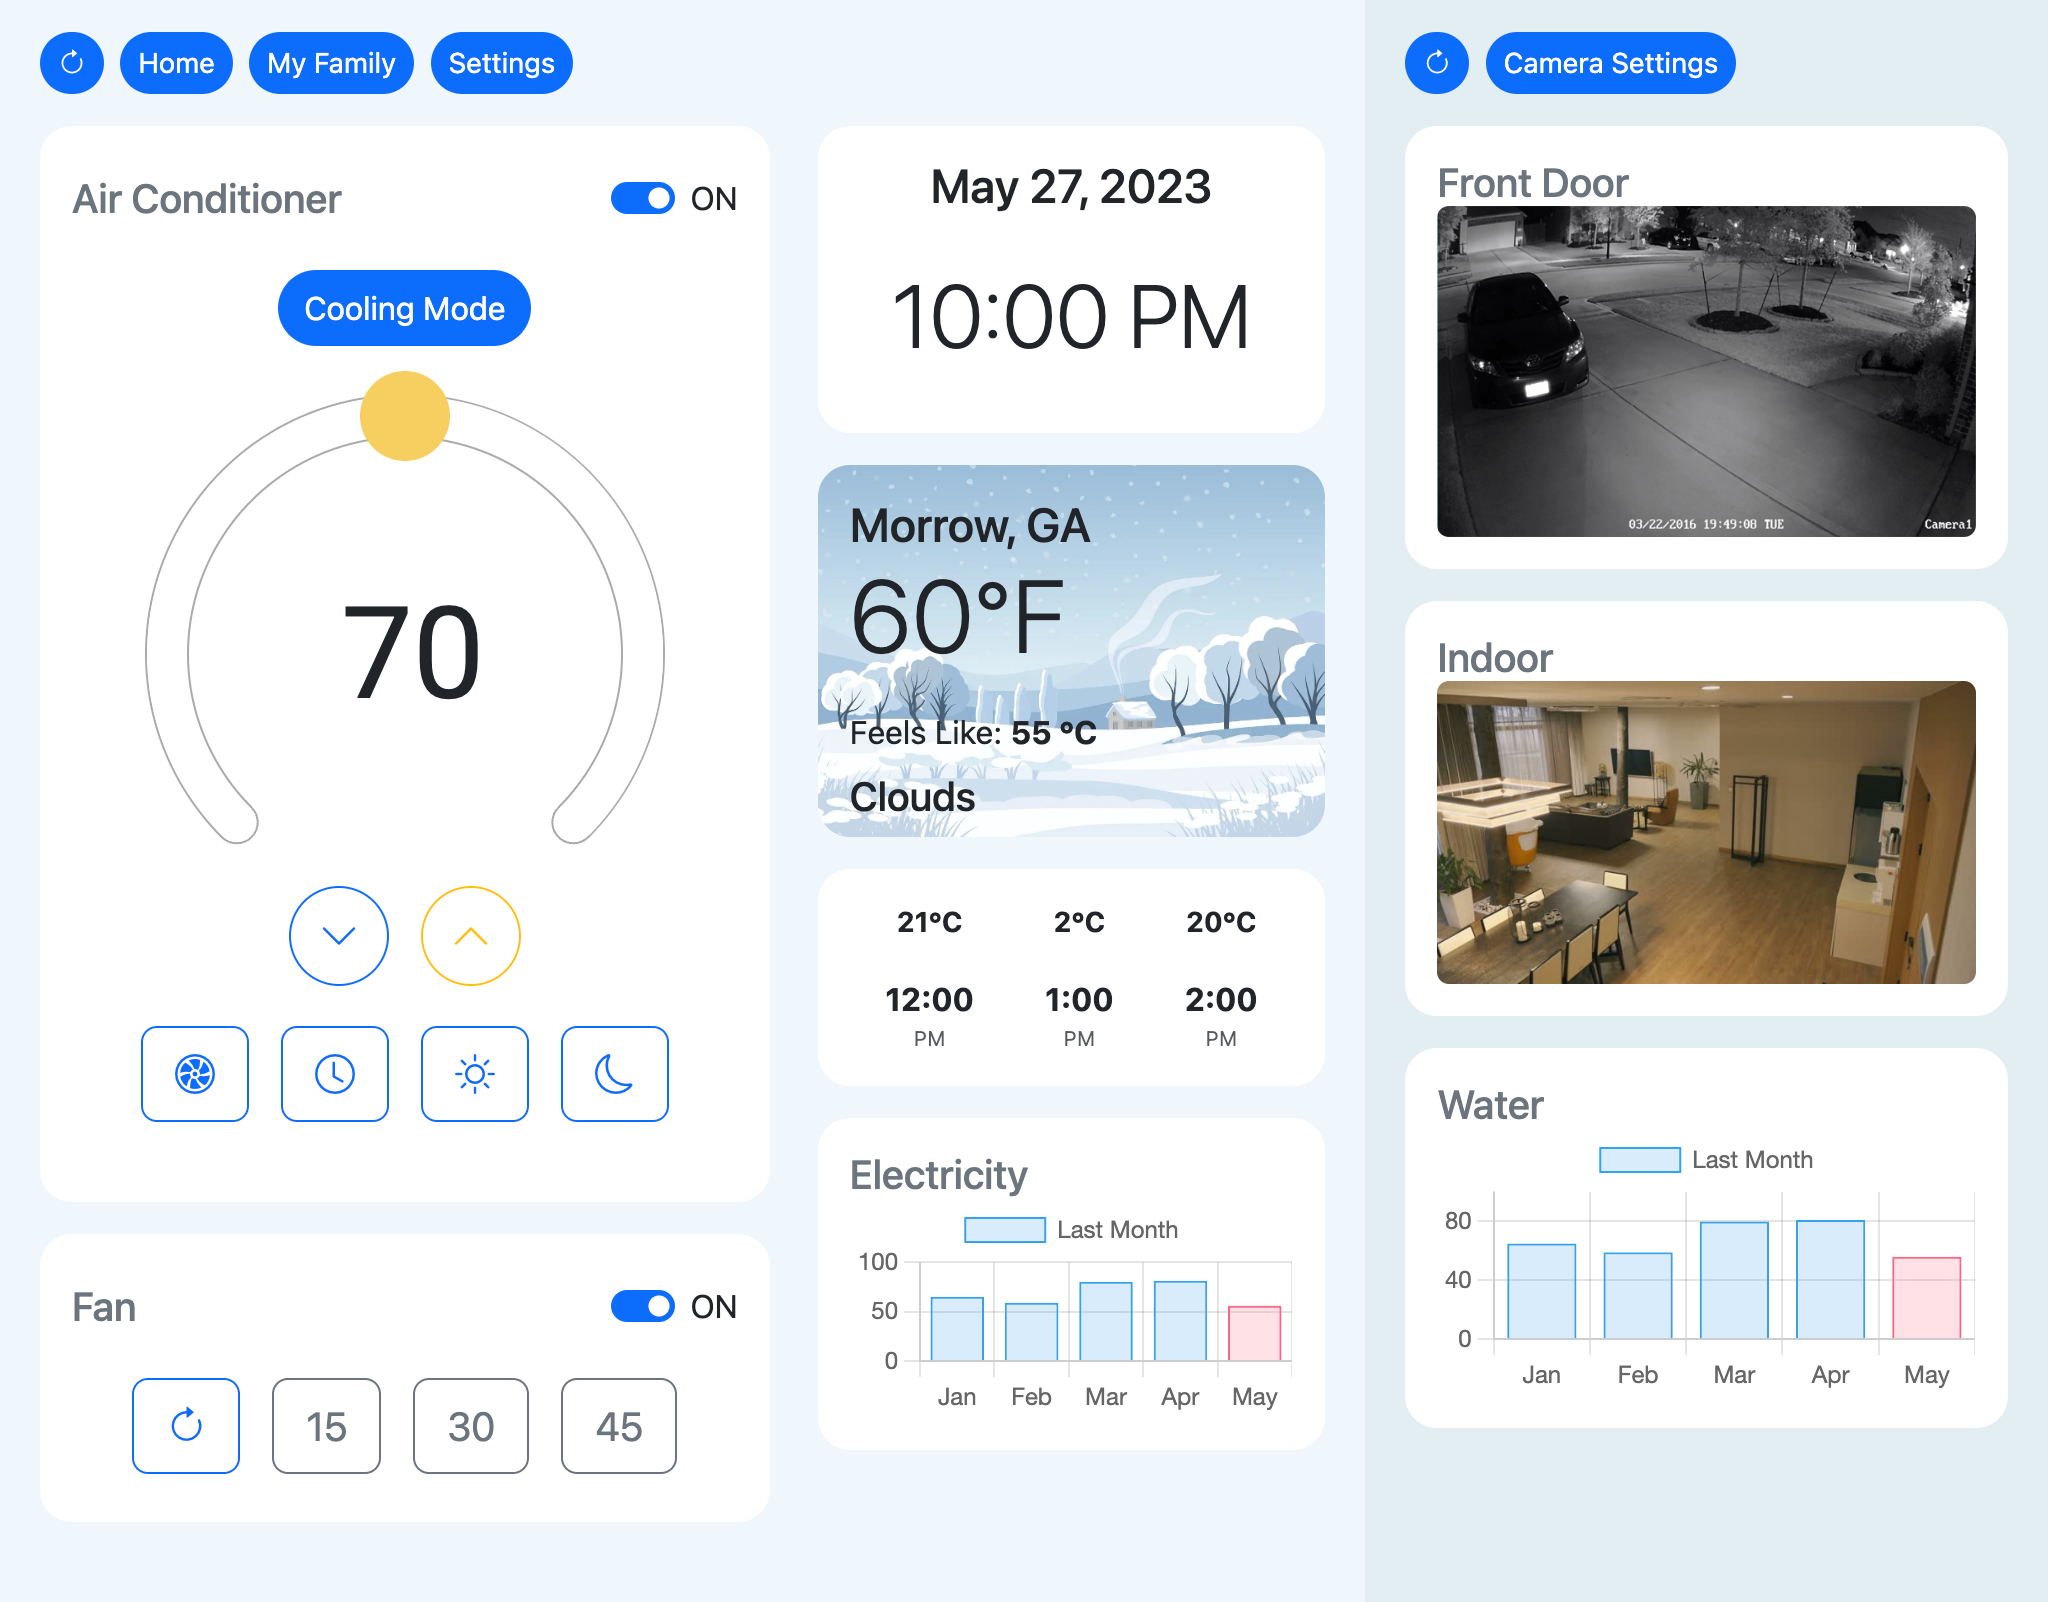 Home
My Family
Settings
Camera Settings
Air Conditioner
ON
Cooling Mode
70
Fan
ON
15
30
45
May 27, 2023
10:00 PM
Morrow, GA
60°F
Feels Like: 55 °C
Clouds
21°C 2°C 20°C
12:00 1:00 2:00
PM PM PM
Electricity
Last Month
100
50
0
Jan Feb Mar Apr May
Front Door
03/22/2016 19:49:08 TUE
Camera1
Indoor
Water
Last Month
80
40
0
Jan Feb Mar Apr May